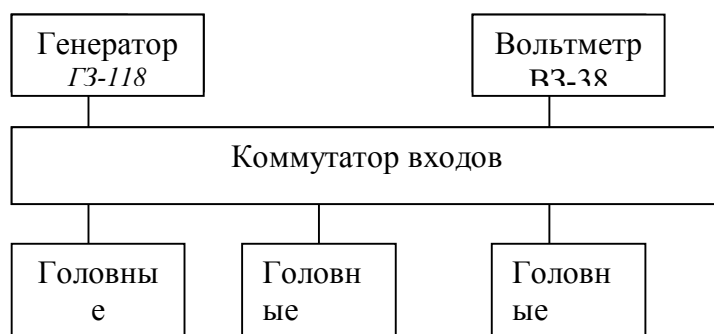 Генератор
ГЗ-118
Вольтметр
ВЗ-38
Коммутатор входов
Головны
е
Головн
ые
Головн
ые